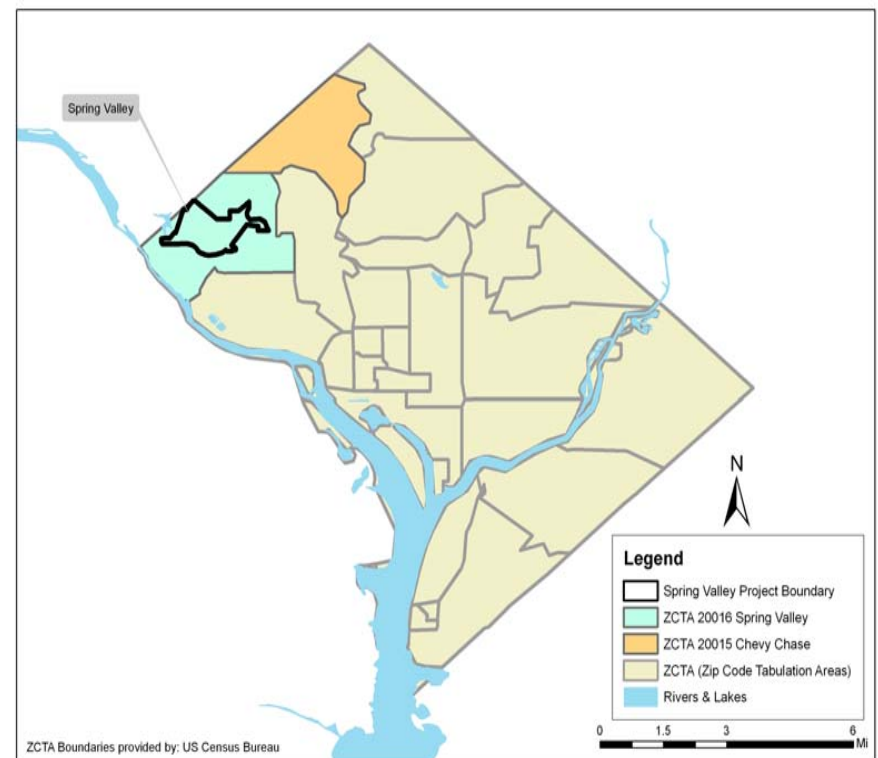 Spring Valley
N
Legend
Spring Valley Project Boundary
ZCTA 20016 Spring Valley
ZCTA 20015 Chevy Chase
ZCTA (Zip Code Tabulation Areas)
Rivers & Lakes
0 1.5 3 6
Mi
ZCTA Boundaries provided by: US Census Bureau